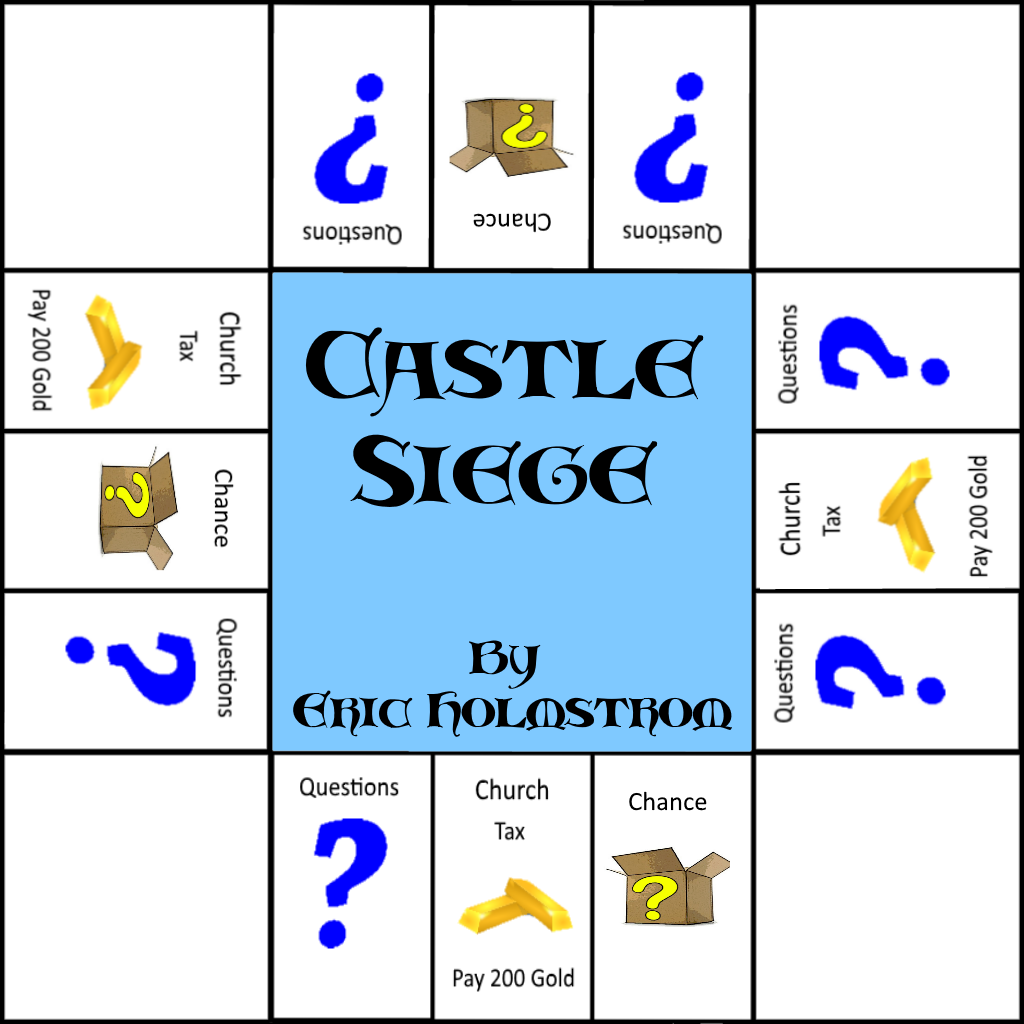 Questions
Chance
Questions
Church
Tax
Pay 200 Gold
Questions
CASTLE
SIEGE
Chance
Church
Tax
Pay 200 Gold
Questions
Questions
BY
ERIC HOLMSTROM
Questions
Church
Tax
Pay 200 Gold
Chance